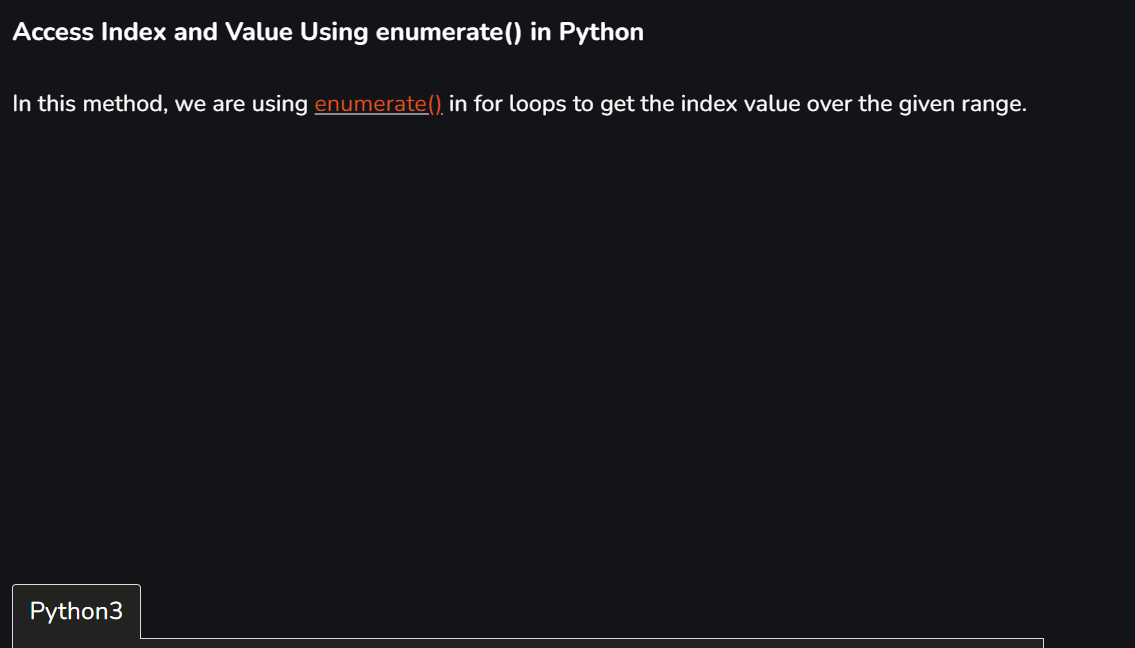 Access Index and Value Using enumerate() in Python
In this method, we are using enumerate() in for loops to get the index value over the given range.
Python3